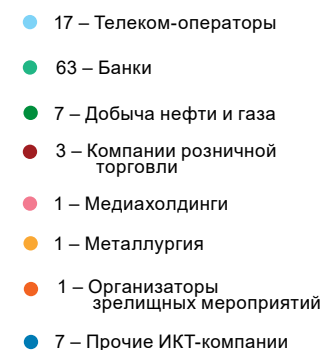 17 – Телеком-операторы
63 – Банки
7 – Добыча нефти и газа
3 – Компании розничной
торговли
1 – Медиахолдинги
1 – Металлургия
1 – Организаторы
зрелищных мероприятий
7 – Прочие ИКТ-компании